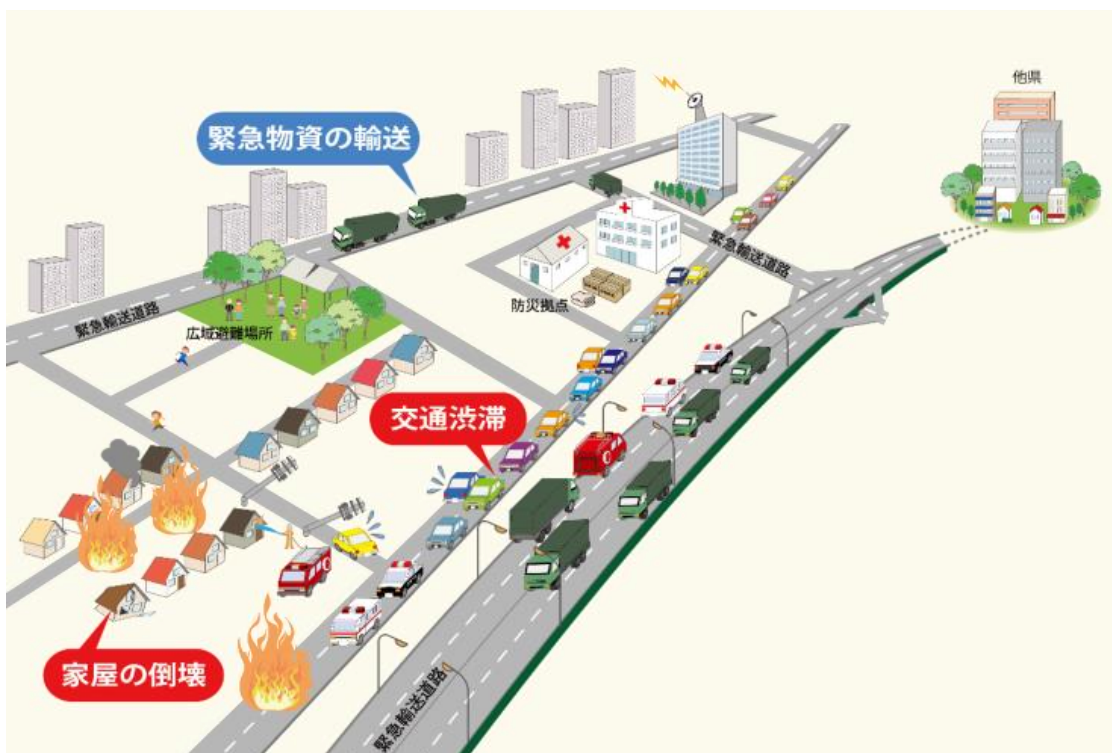 他県
緊急物資の輸送
緊急輸送道路
防災拠点
緊急輸送道路
広域避難場所
交通渋滞
家屋の倒壊
緊急輸送道路